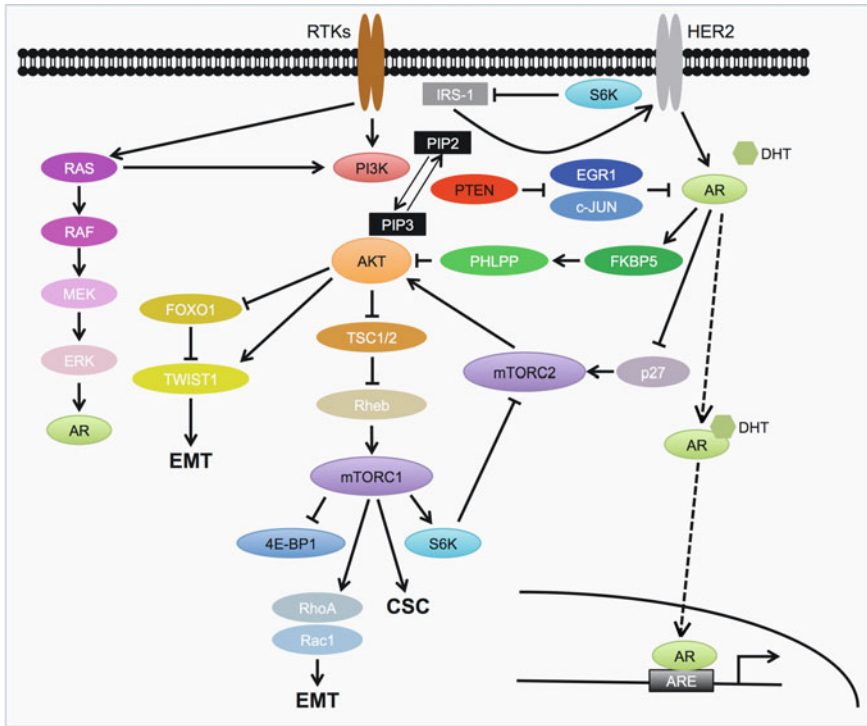 RTKs
HER2
IRS-1
S6K
PIP2
DHT
RAS
PI3K
EGR1
PTEN
AR
c-JUN
PIP3
RAF
AKT
PHLPP
FKBP5
MEK
FOXO1
TSC1/2
ERK
TWIST1
mTORC2
p27
Rheb
AR
DHT
AR
EMT
mTORC1
4E-BP1
S6K
RhoA
CSC
Rac1
AR
ARE
EMT